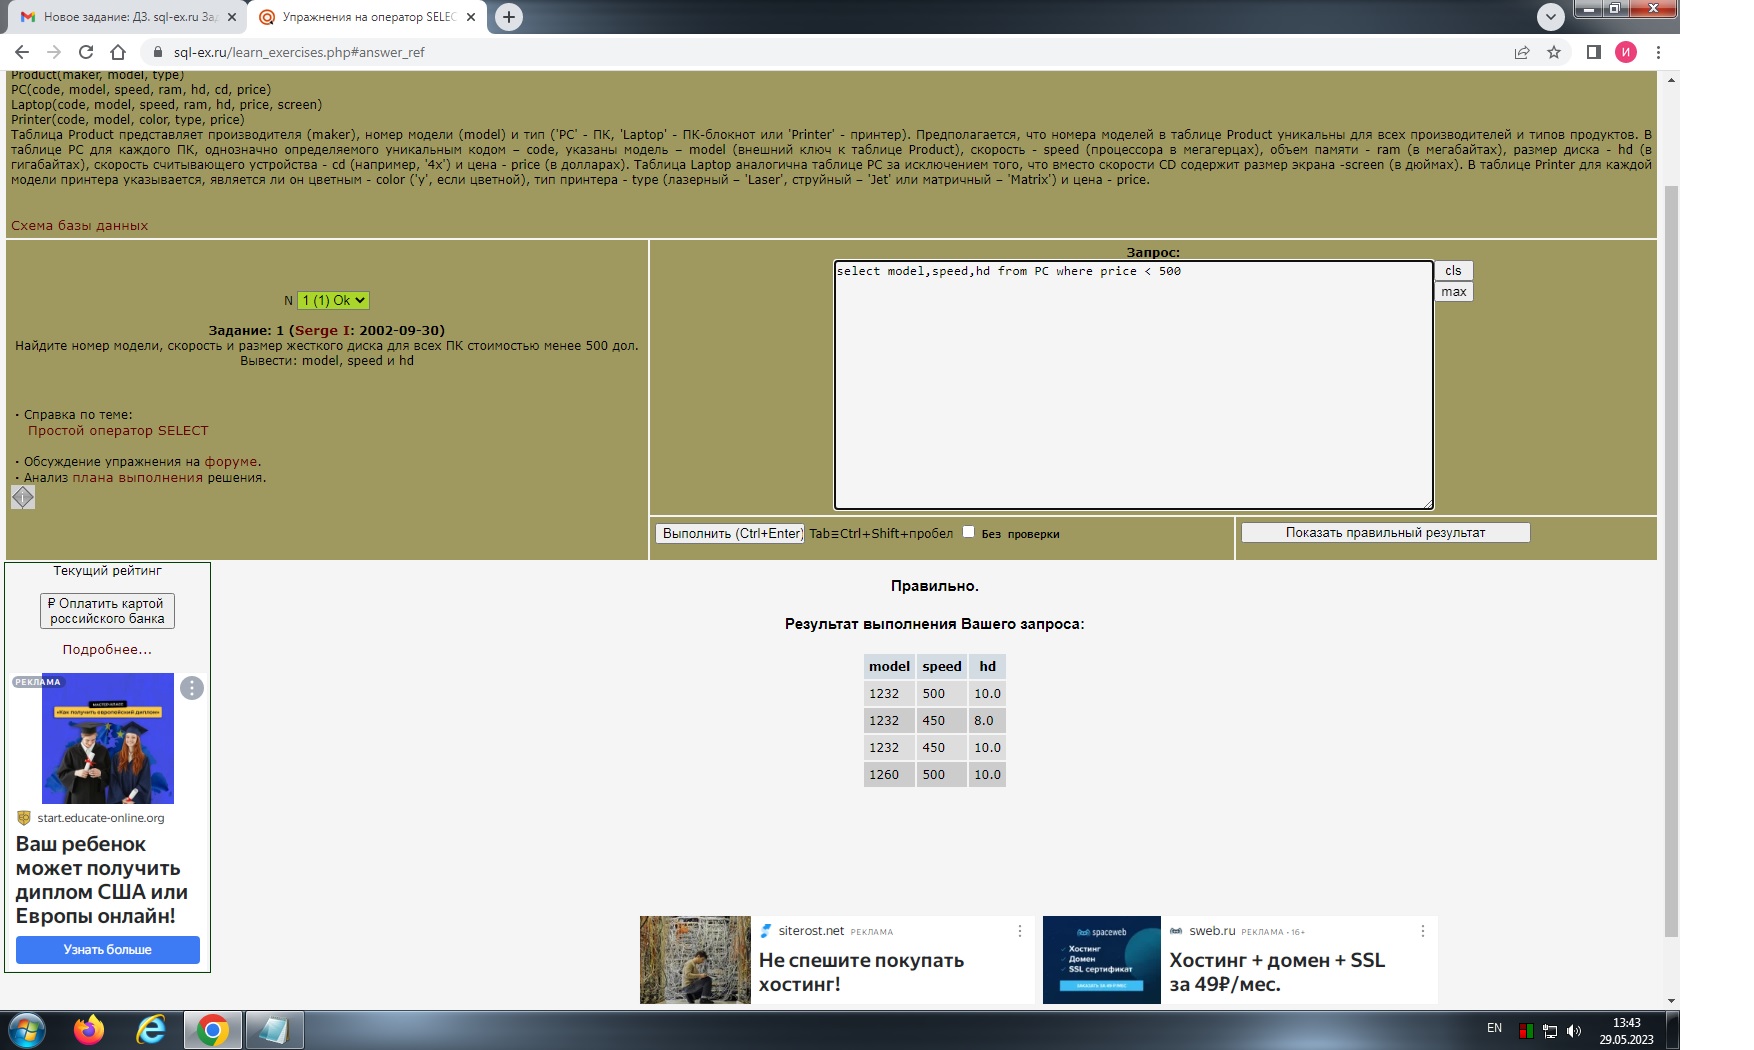 Новое задание: ДЗ. sql-ex.ru За
Упражнения на оператор SELEC
sql-ex.ru/learn_exercises.php#answer_ref
И
Product(maker, model, type)
PC(code, model, speed, ram, hd, cd, price)
Laptop(code, model, speed, ram, hd, price, screen)
Printer(code, model, color, type, price)
Таблица Product представляет производителя (maker), номер модели (model) и тип ('PC' - ПК, 'Laptop' - ПК-блокнот или 'Printer' - принтер). Предполагается, что номера моделей в таблице Product уникальны для всех производителей и типов продуктов. В
таблице PC для каждого ПК, однозначно определяемого уникальным кодом – code, указаны модель – model (внешний ключ к таблице Product), скорость - speed (процессора в мегагерцах), объем памяти - ram (в мегабайтах), размер диска - hd (в
гигабайтах), скорость считывающего устройства - cd (например, '4x') и цена - price (в долларах). Таблица Laptop аналогична таблице РС за исключением того, что вместо скорости CD содержит размер экрана -screen (в дюймах). В таблице Printer для каждой
модели принтера указывается, является ли он цветным - color ('y', если цветной), тип принтера - type (лазерный – 'Laser', струйный – 'Jet' или матричный – 'Matrix') и цена - price.
Схема базы данных
N 1 (1) Ok
Задание: 1 (Serge I: 2002-09-30)
Найдите номер модели, скорость и размер жесткого диска для всех ПК стоимостью менее 500 дол.
Вывести: model, speed и hd
· Справка по теме:
Простой оператор SELECT
· Обсуждение упражнения на форуме.
· Анализ плана выполнения решения.
Запрос:
select model,speed,hd from PC where price < 500
cls
max
Выполнить (Ctrl+Enter) Tab≡Ctrl+Shift+пробел Без проверки
Показать правильный результат
Правильно.
Результат выполнения Вашего запроса:
model speed hd
1232 500 10.0
1232 450 8.0
1232 450 10.0
1260 500 10.0
Текущий рейтинг
₽ Оплатить картой
российского банка
Подробнее...
РЕКЛАМА
МАСТЕР-КЛАСС
«Как получить европейский диплом»
start.educate-online.org
Ваш ребенок
может получить
диплом США или
Европы онлайн!
Узнать больше
siterost.net РЕКЛАМА
Не спешите покупать
хостинг!
spaceweb
Хостинг
Домен
SSL сертификат
sweb.ru РЕКЛАМА • 16+
Хостинг + домен + SSL
за 49₽/мес.
EN
13:43
29.05.2023